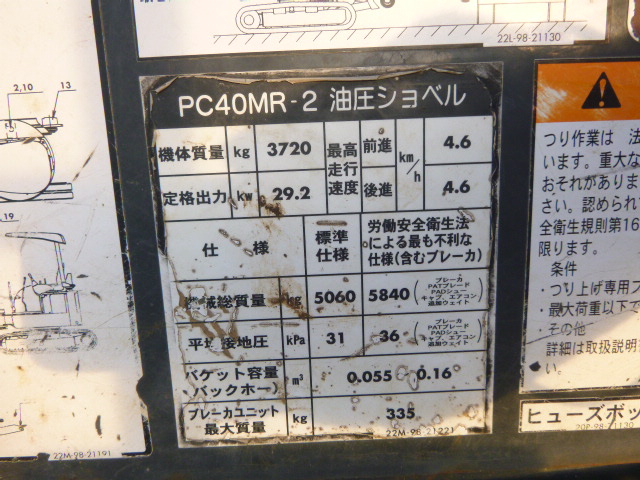 22L-98-21130
2,10
13
19
PC40MR-2 油圧ショベル
機体質量 kg 3720 最高走行速度 前進 km/h 4.6
定格出力 kw 29.2 後進 4.6
仕様 標準仕様 労働安全衛生法による最も不利な仕様(含むブレーカ)
総質量 kg 5060 5840 (ブレーカ PATブレード PADシュー キャブ、エアコン 追加ウェイト)
平均接地圧 kPa 31 36 (ブレーカ PATブレード PADシュー キャブ、エアコン 追加ウェイト)
バケット容量(バックホー) m³ 0.055 0.16
ブレーカユニット最大質量 kg 335
22M-98-21221
22M-98-21191
つり作業は 法
います。重大な
おそれがありま
さい。認められて
全衛生規則第16
限ります。
条件
・つり上げ専用フ
・最大荷重以下で
・その他
詳細は取扱説明
い。
ヒューズボッ
20P-98-21130